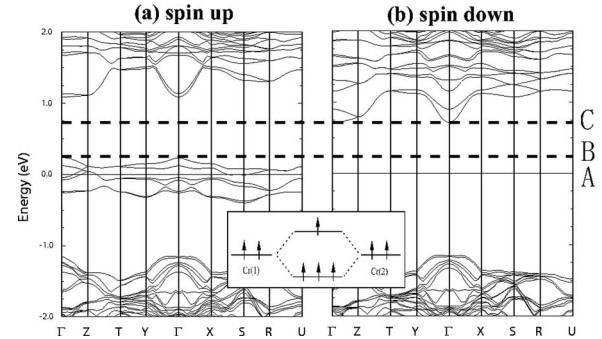 (a) spin up
(b) spin down
Energy (eV)
2.0
1.0
0.0
-1.0
-2.0
C
B
A
Cr(1)
Cr(2)
Γ Z T Y Γ X S R U
Γ Z T Y Γ X S R U